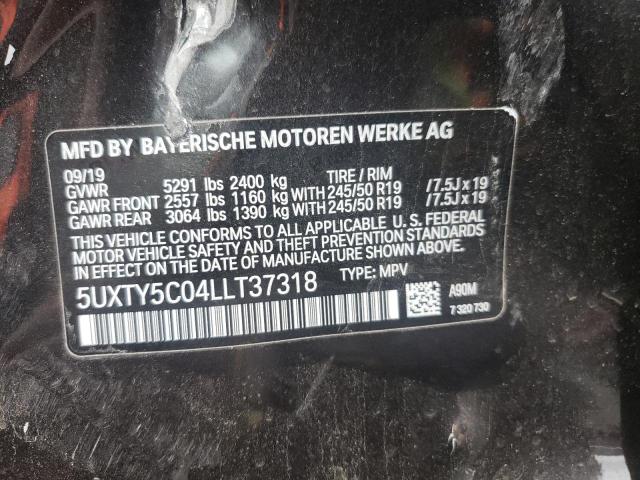 MFD BY BAYERISCHE MOTOREN WERKE AG
09/19 TIRE / RIM
GVWR 5291 lbs 2400 kg
GAWR FRONT 2557 lbs 1160 kg WITH 245/50 R19 /7.5J x 19
GAWR REAR 3064 lbs 1390 kg WITH 245/50 R19 /7.5J x 19
THIS VEHICLE CONFORMS TO ALL APPLICABLE U. S. FEDERAL
MOTOR VEHICLE SAFETY AND THEFT PREVENTION STANDARDS
IN EFFECT ON THE DATE OF MANUFACTURE SHOWN ABOVE.
5UXTY5C04LLT37318 TYPE: MPV
A90M
7 320 730